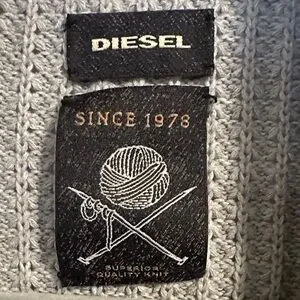 DIESEL
SINCE 1978
SUPERIOR
QUALITY KNIT